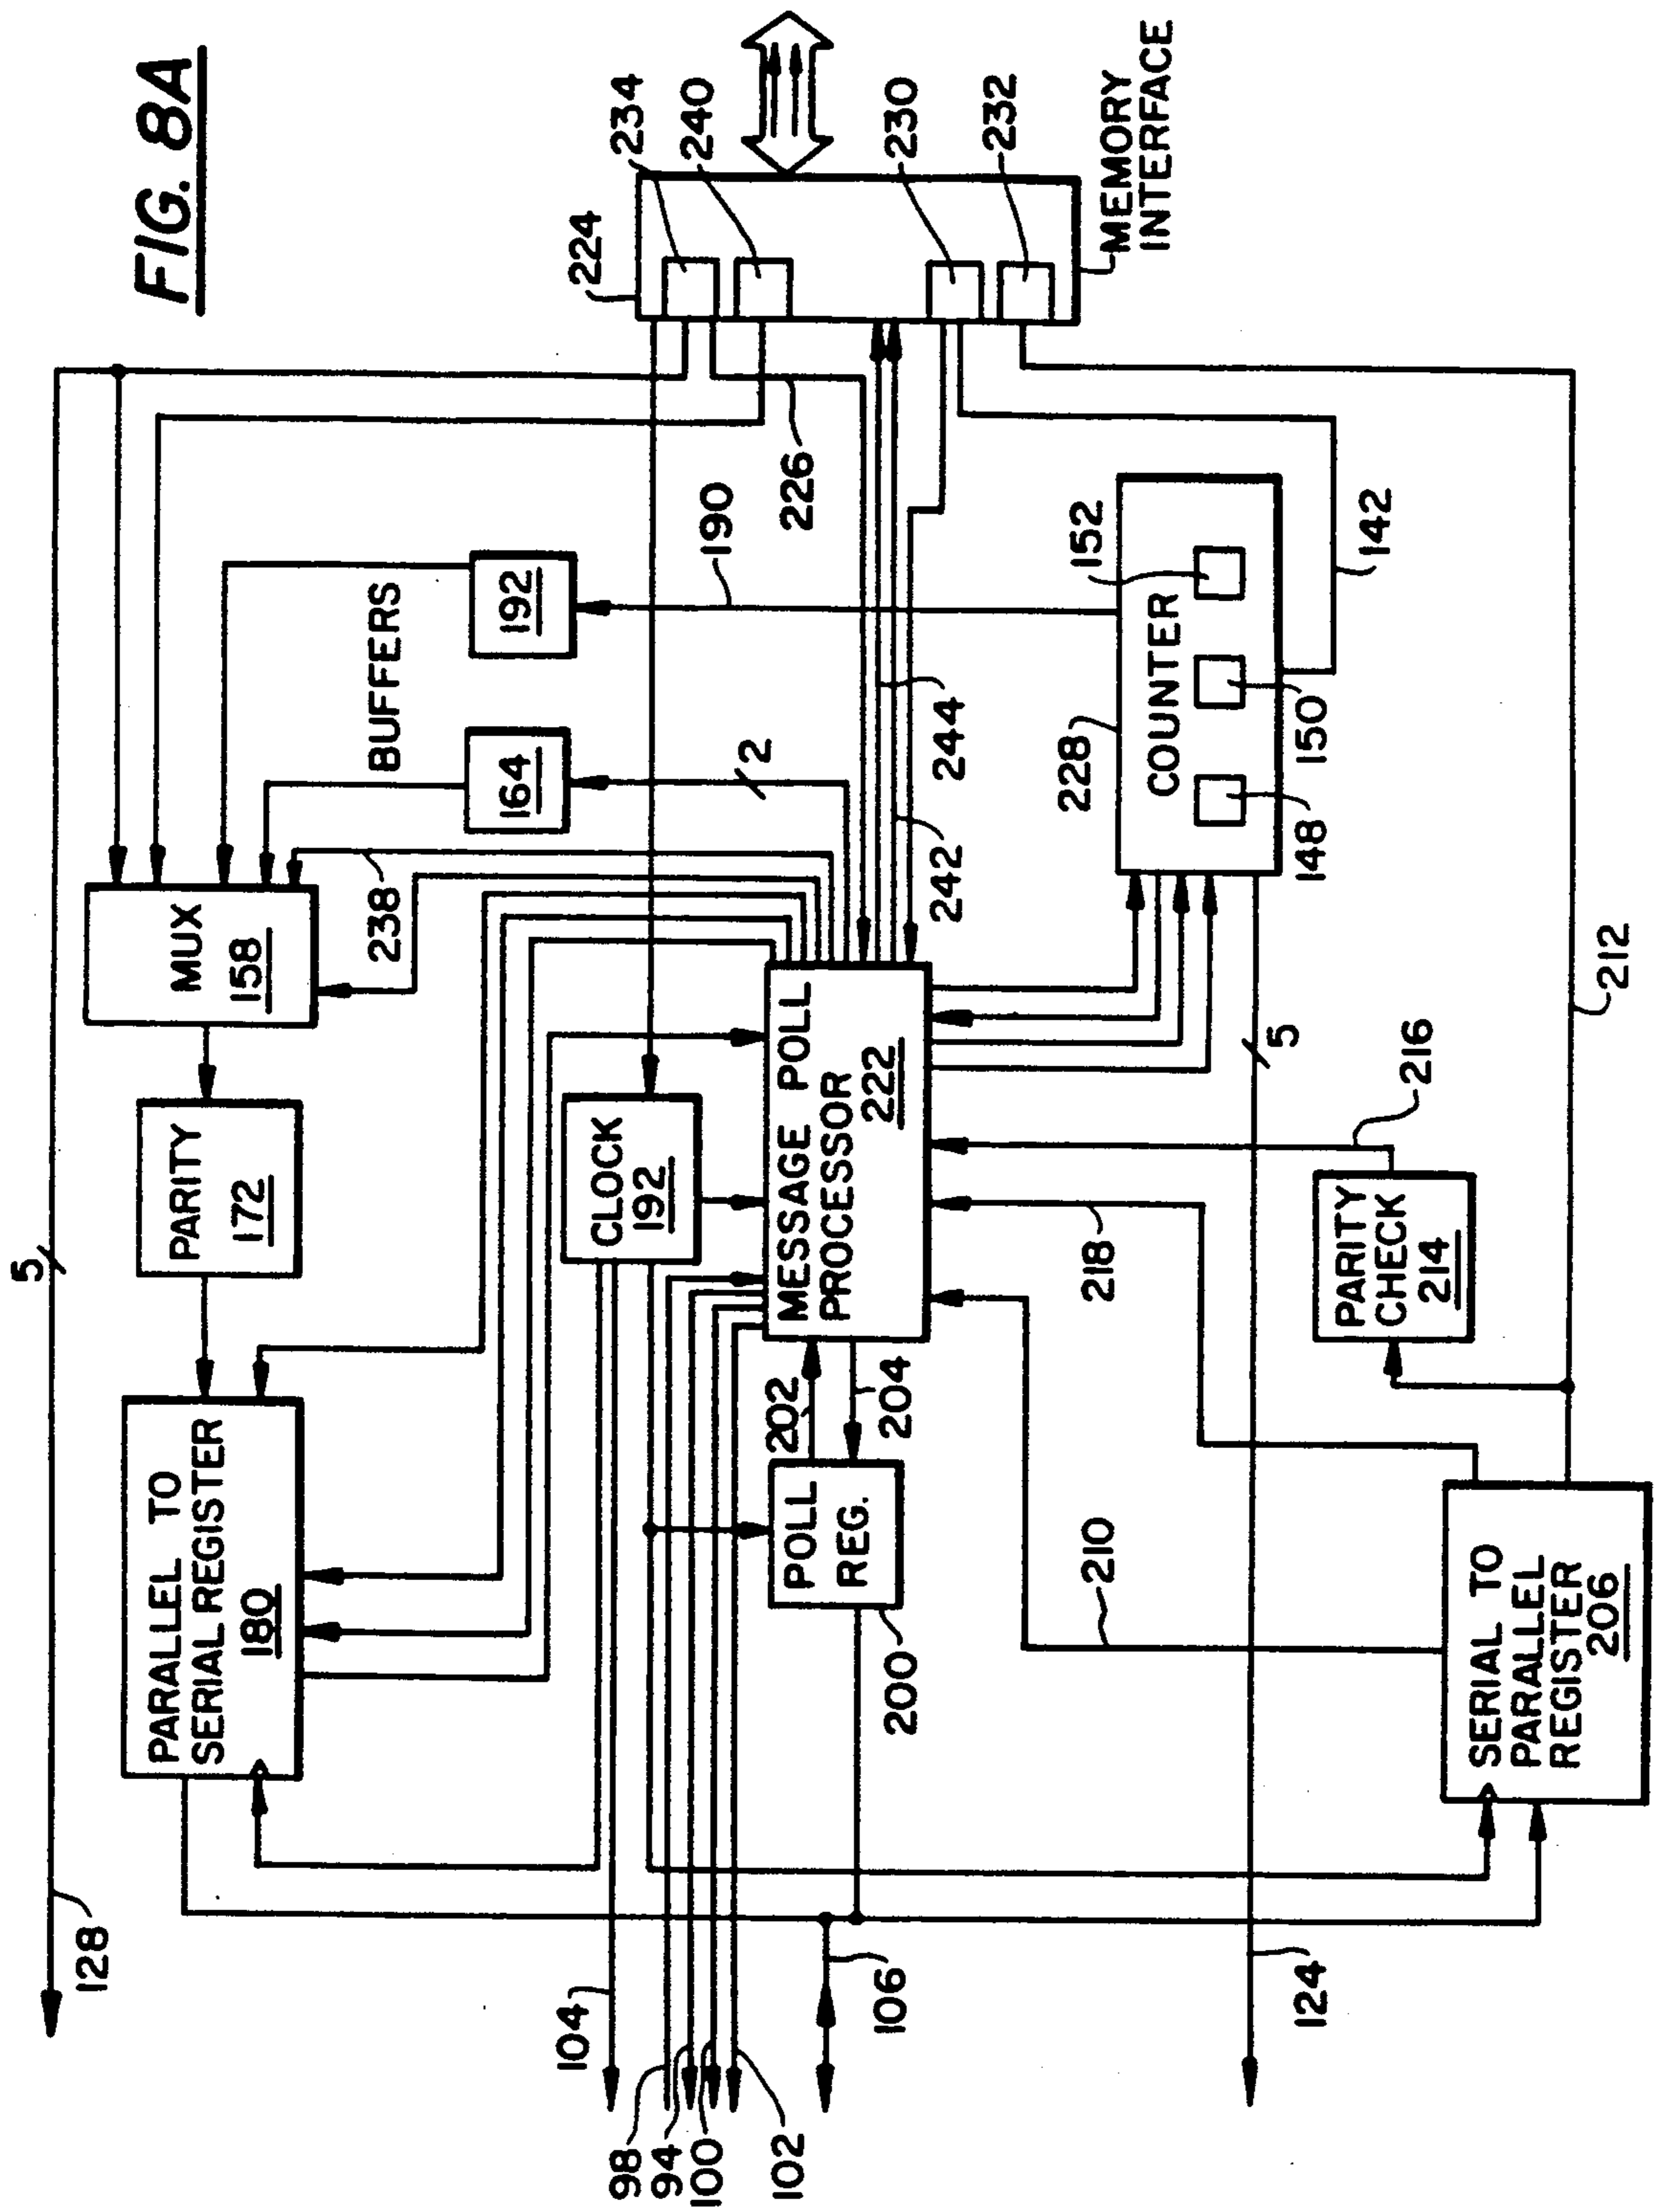 FIG. 8A
5
128
PARALLEL TO
SERIAL REGISTER
180
PARITY
172
MUX
158
238
BUFFERS
164
192
2
190
226
224
234
240
230
232
MEMORY
INTERFACE
CLOCK
192
104
98
94
100
102
106
MESSAGE POLL
PROCESSOR
222
202
204
POLL
REG.
200
242
244
228
COUNTER
148
150
152
142
5
124
210
218
216
PARITY
CHECK
214
SERIAL TO
PARALLEL
REGISTER
206
212